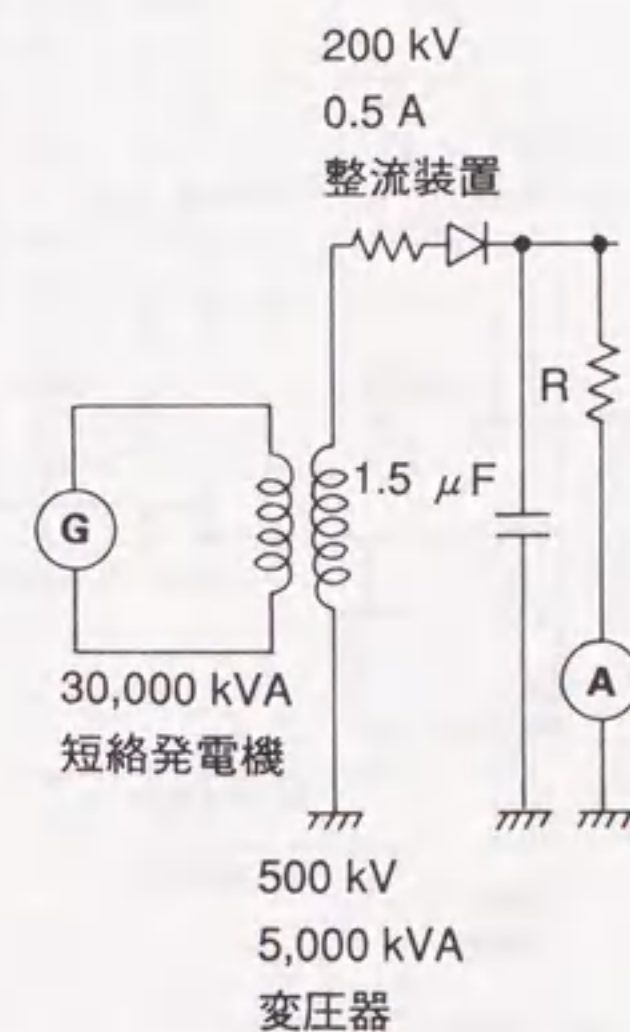 200 kV
0.5 A
整流装置
R
1.5 μF
G
A
30,000 kVA
短絡発電機
500 kV
5,000 kVA
変圧器